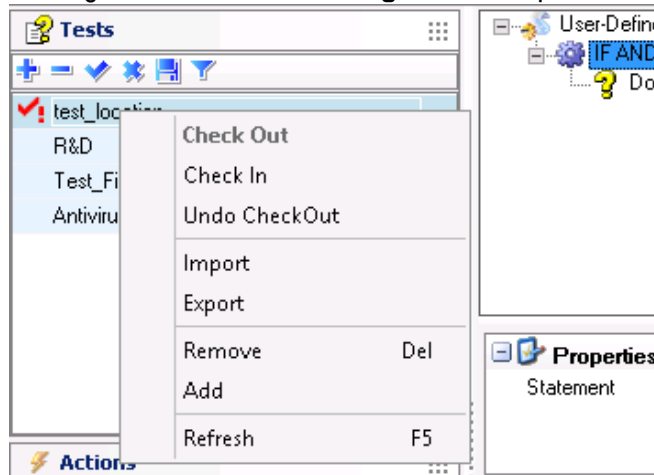 Tests
User-Define
IF AND
Do
test_location
R&D
Test_Fi
Antiviru
Check Out
Check In
Undo CheckOut
Import
Export
Remove Del
Add
Refresh F5
Properties
Statement
Actions